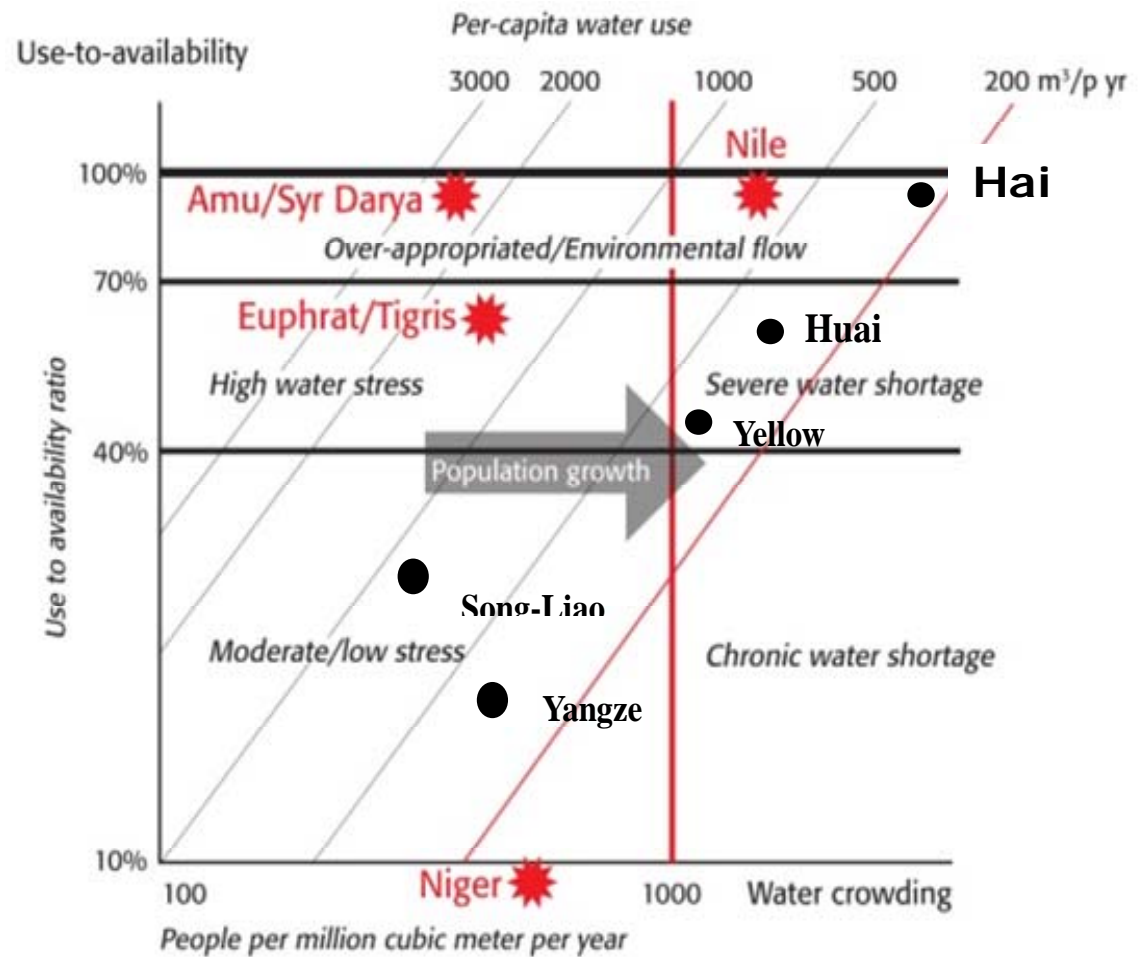 Per-capita water use
Use-to-availability
3000 2000 1000 500 200 m³/p yr
Nile
100%
Hai
Amu/Syr Darya
Over-appropriated/Environmental flow
70%
Euphrat/Tigris
Huai
High water stress
Severe water shortage
Yellow
40%
Population growth
Use to availability ratio
Song-Liao
Moderate/low stress
Chronic water shortage
Yangze
10%
Niger
100
1000
Water crowding
People per million cubic meter per year